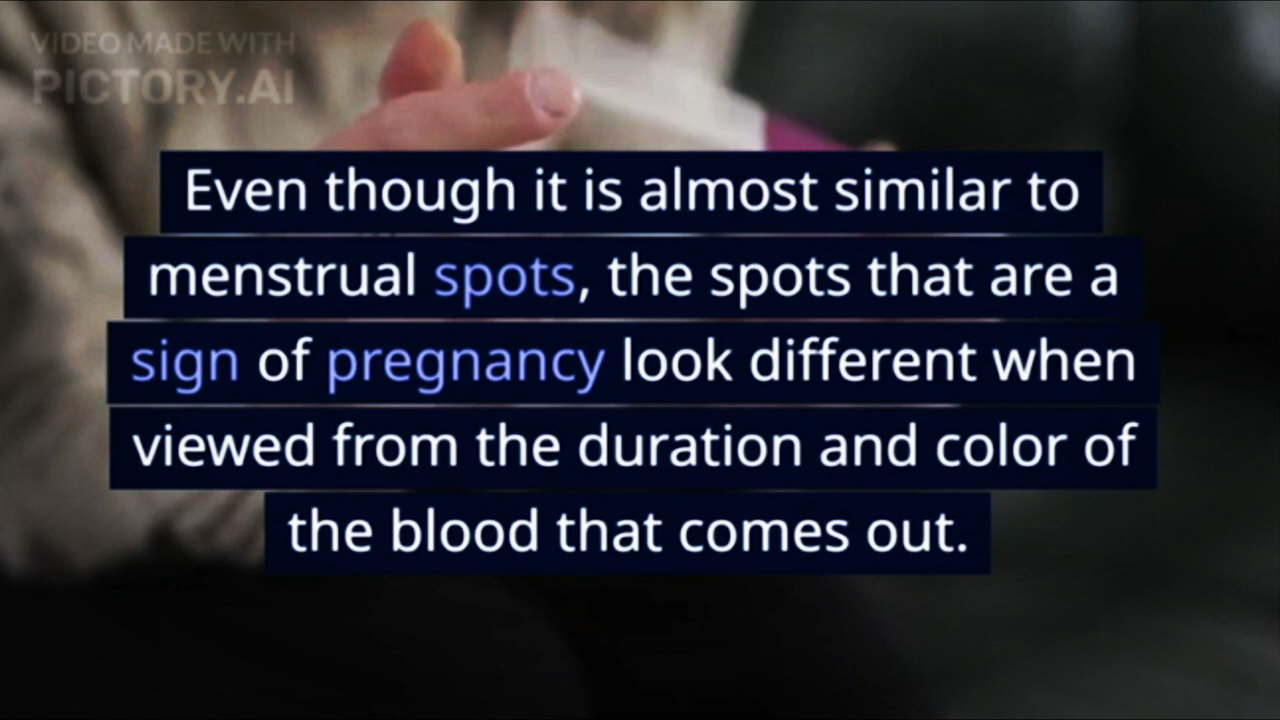 VIDEO MADE WITH
PICTORY.AI
Even though it is almost similar to
menstrual spots, the spots that are a
sign of pregnancy look different when
viewed from the duration and color of
the blood that comes out.